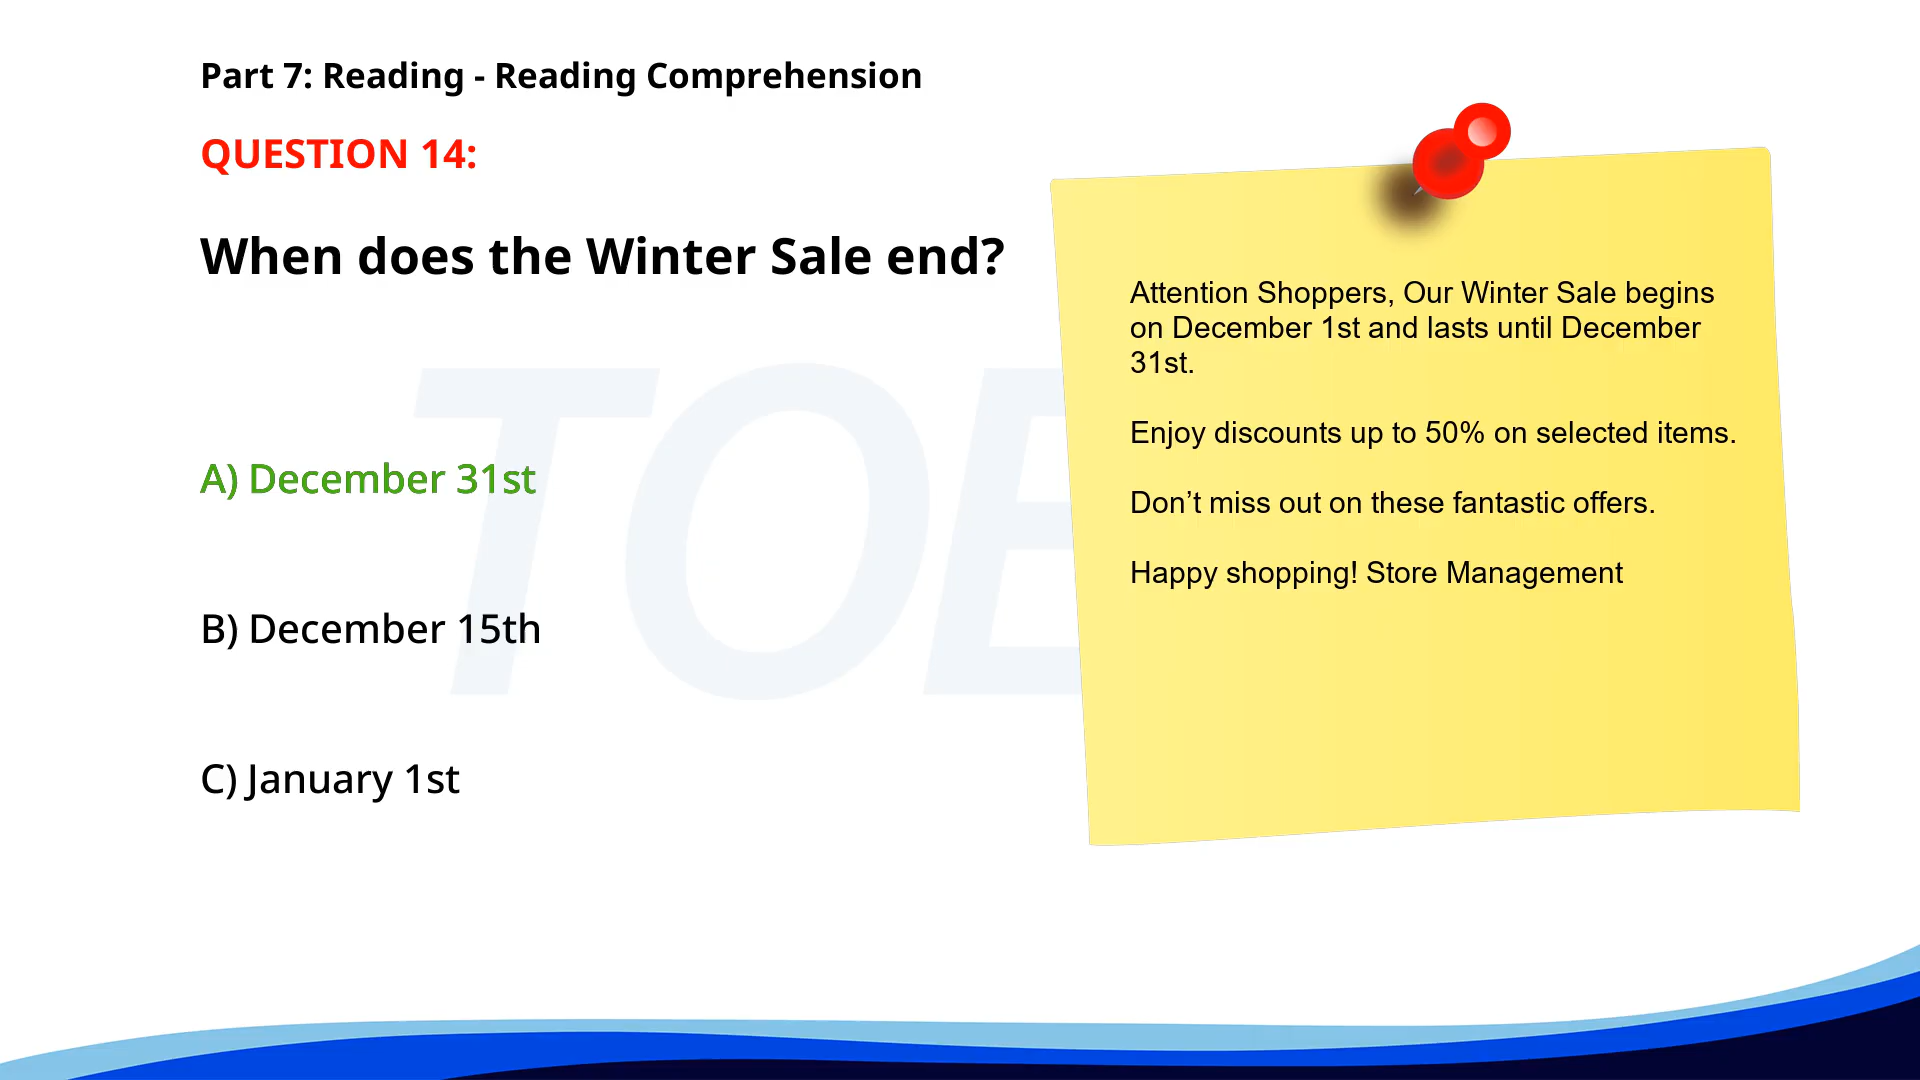 Part 7: Reading - Reading Comprehension
QUESTION 14:
When does the Winter Sale end?
A) December 31st
B) December 15th
C) January 1st
Attention Shoppers, Our Winter Sale begins
on December 1st and lasts until December
31st.
Enjoy discounts up to 50% on selected items.
Don’t miss out on these fantastic offers.
Happy shopping! Store Management